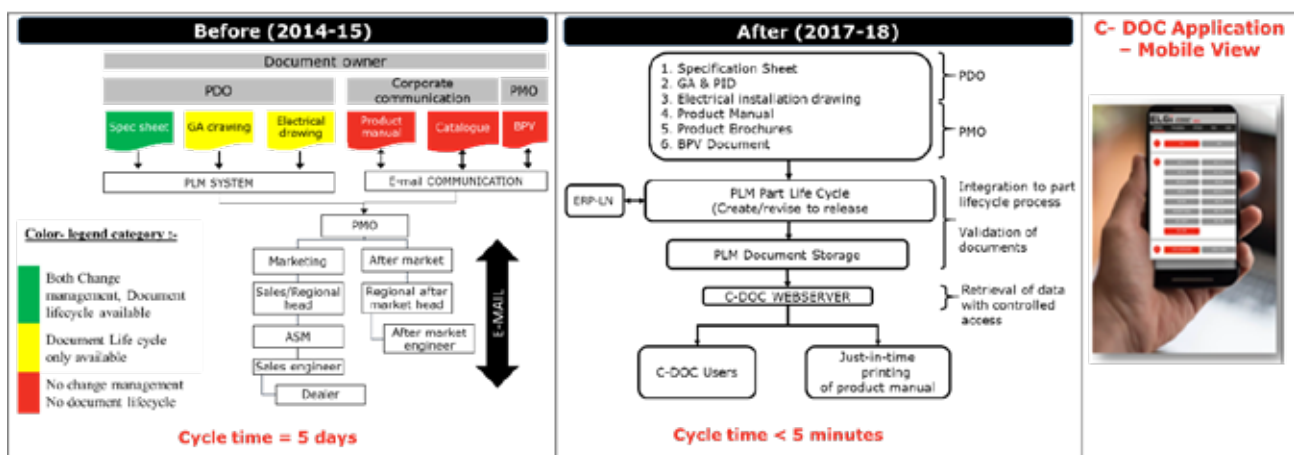 Before (2014-15)
Document owner
PDO
Corporate
communication
PMO
Spec sheet
GA drawing
Electrical
drawing
Product
manual
Catalogue
BPV
PLM SYSTEM
E-mail COMMUNICATION
PMO
Color- legend category :-
Both Change
management, Document
lifecycle available
Document Life cycle
only available
No change management
No document lifecycle
Marketing
Sales/Regional
head
ASM
Sales engineer
Dealer
After market
Regional after
market head
After market
engineer
E-MAIL
Cycle time = 5 days
After (2017-18)
1. Specification Sheet
2. GA & PID
3. Electrical installation drawing
4. Product Manual
5. Product Brochures
6. BPV Document
PDO
PMO
ERP-LN
PLM Part Life Cycle
(Create/revise to release
Integration to part
lifecycle process
Validation of
documents
PLM Document Storage
C-DOC WEBSERVER
Retrieval of data
with controlled
access
C-DOC Users
Just-in-time
printing
of product manual
Cycle time < 5 minutes
C- DOC Application
– Mobile View
ELGi